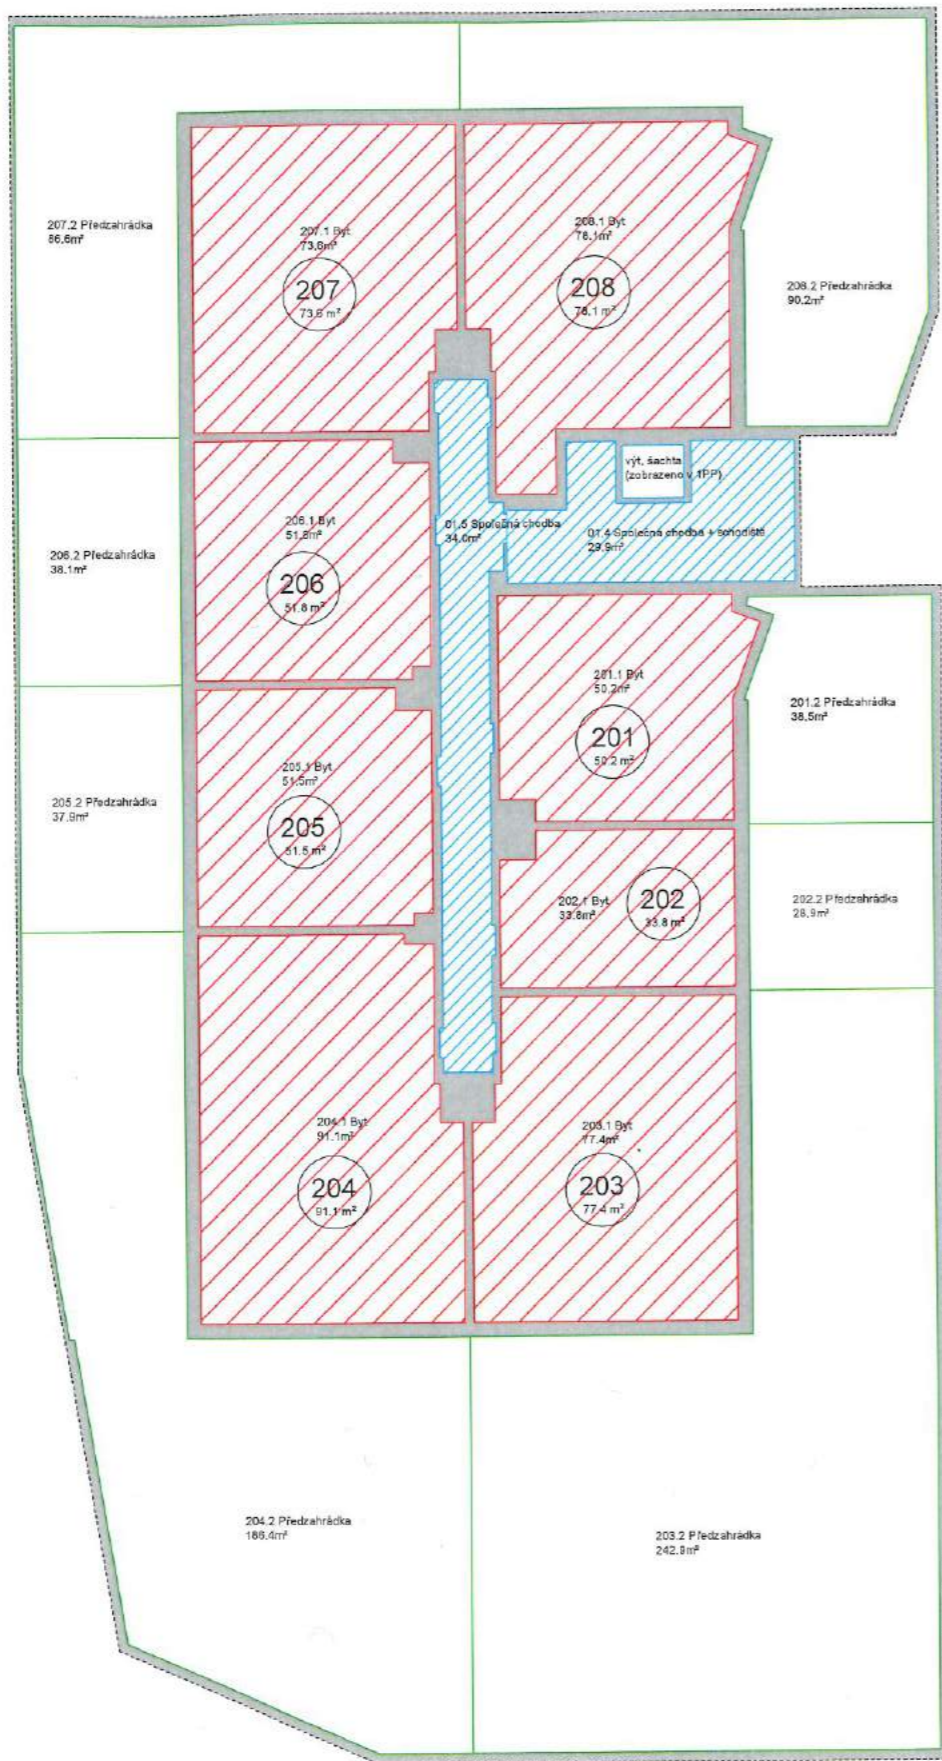 207.2 Předzahrádka
86.6m²
207.1 Byt
73.6m²
207
73.6 m²
208.1 Byt
78.1m²
208
78.1 m²
208.2 Předzahrádka
90.2m²
výt. šachta
(zobrazeno v 1PP)
01.5 Společná chodba
34.0m²
01.4 Společná chodba + schodiště
29.9m²
206.2 Předzahrádka
38.1m²
206.1 Byt
51.8m²
206
51.8 m²
201.1 Byt
50.2m²
201
50.2 m²
201.2 Předzahrádka
38.5m²
205.2 Předzahrádka
37.9m²
205.1 Byt
51.5m²
205
51.5 m²
202.1 Byt
33.8m²
202
33.8 m²
202.2 Předzahrádka
28.9m²
204.1 Byt
91.1m²
204
91.1 m²
203.1 Byt
77.4m²
203
77.4 m²
204.2 Předzahrádka
186.4m²
203.2 Předzahrádka
242.9m²